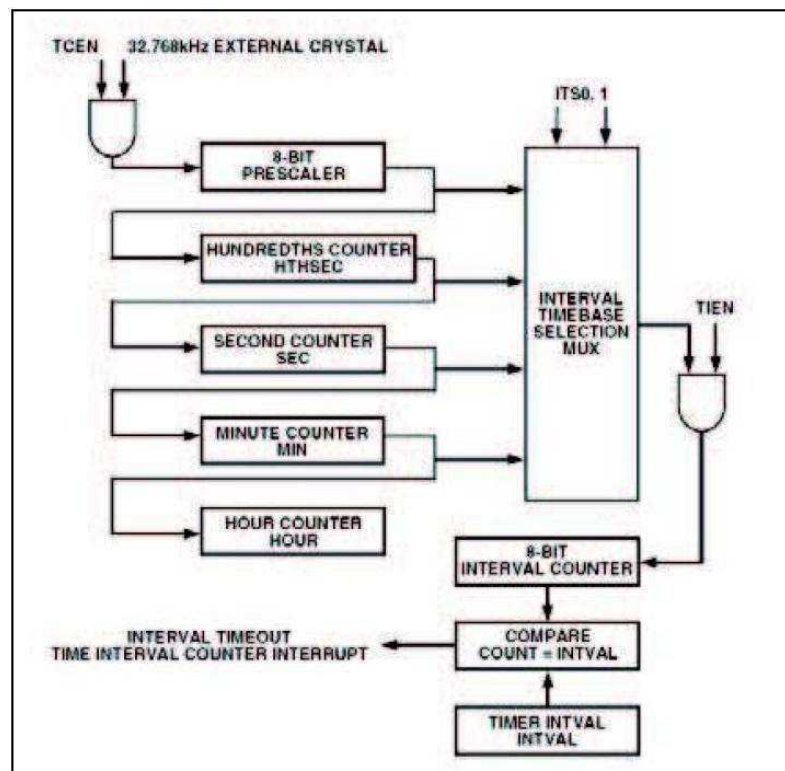 TCEN 32.768kHz EXTERNAL CRYSTAL
ITS0, 1
8-BIT
PRESCALER
HUNDREDTHS COUNTER
HTHSEC
INTERVAL
TIMEBASE
SELECTION
MUX
TIEN
SECOND COUNTER
SEC
MINUTE COUNTER
MIN
HOUR COUNTER
HOUR
8-BIT
INTERVAL COUNTER
INTERVAL TIMEOUT
TIME INTERVAL COUNTER INTERRUPT
COMPARE
COUNT = INTVAL
TIMER INTVAL
INTVAL